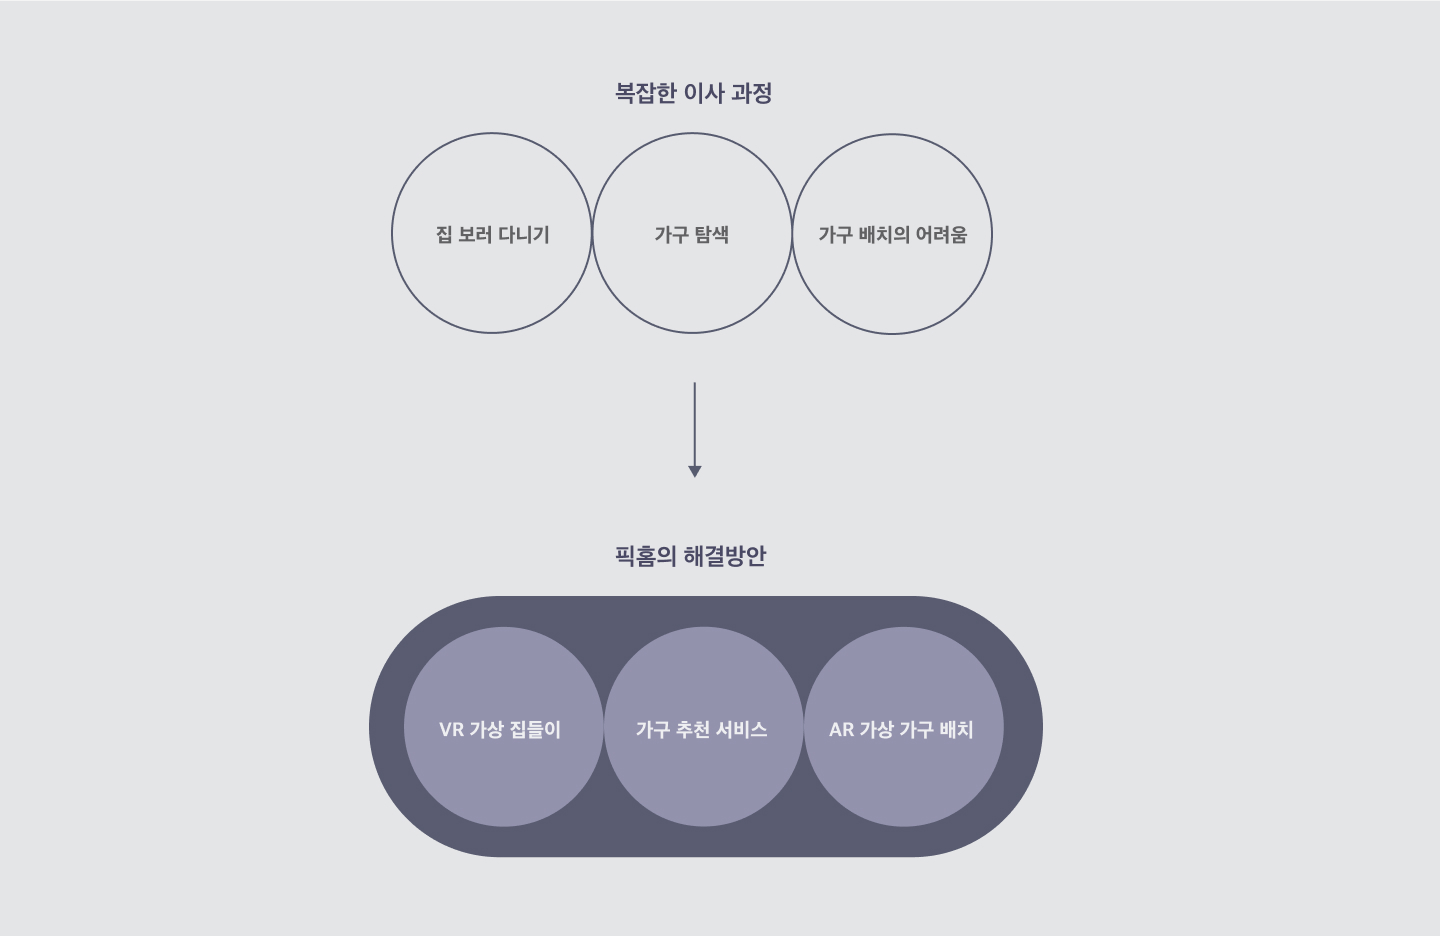 복잡한 이사 과정
집 보러 다니기
가구 탐색
가구 배치의 어려움
픽홈의 해결방안
VR 가상 집들이
가구 추천 서비스
AR 가상 가구 배치